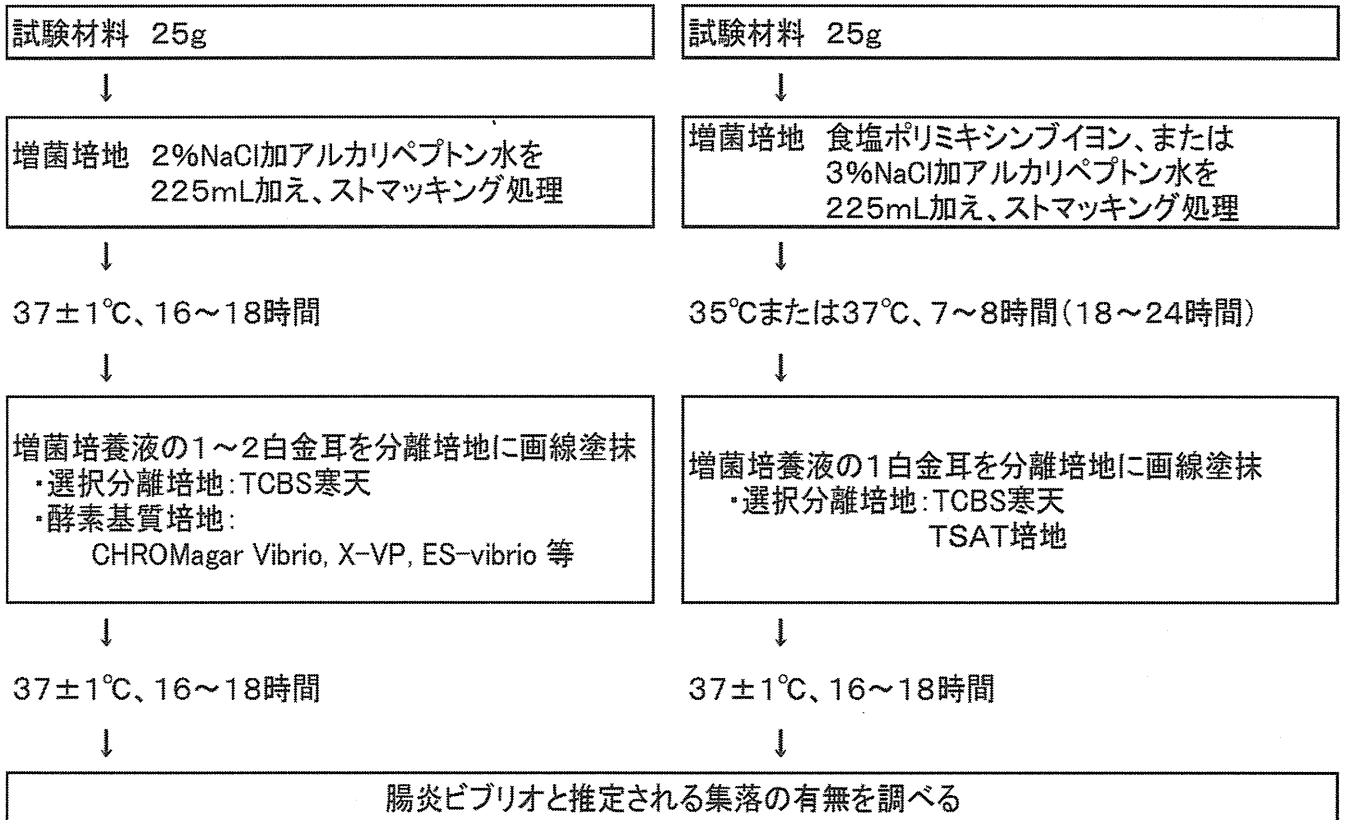 試験材料 25g
↓
増菌培地 2%NaCl加アルカリペプトン水を
225mL加え、ストマッキング処理
↓
37±1℃、16～18時間
↓
増菌培養液の1～2白金耳を分離培地に画線塗抹
・選択分離培地：TCBS寒天
・酵素基質培地：
CHROMagar Vibrio, X-VP, ES-vibrio 等
↓
37±1℃、16～18時間
↓
試験材料 25g
↓
増菌培地 食塩ポリミキシンブイヨン、または
3%NaCl加アルカリペプトン水を
225mL加え、ストマッキング処理
↓
35℃または37℃、7～8時間(18～24時間)
↓
増菌培養液の1白金耳を分離培地に画線塗抹
・選択分離培地：TCBS寒天
TSAT培地
↓
37±1℃、16～18時間
↓
腸炎ビブリオと推定される集落の有無を調べる